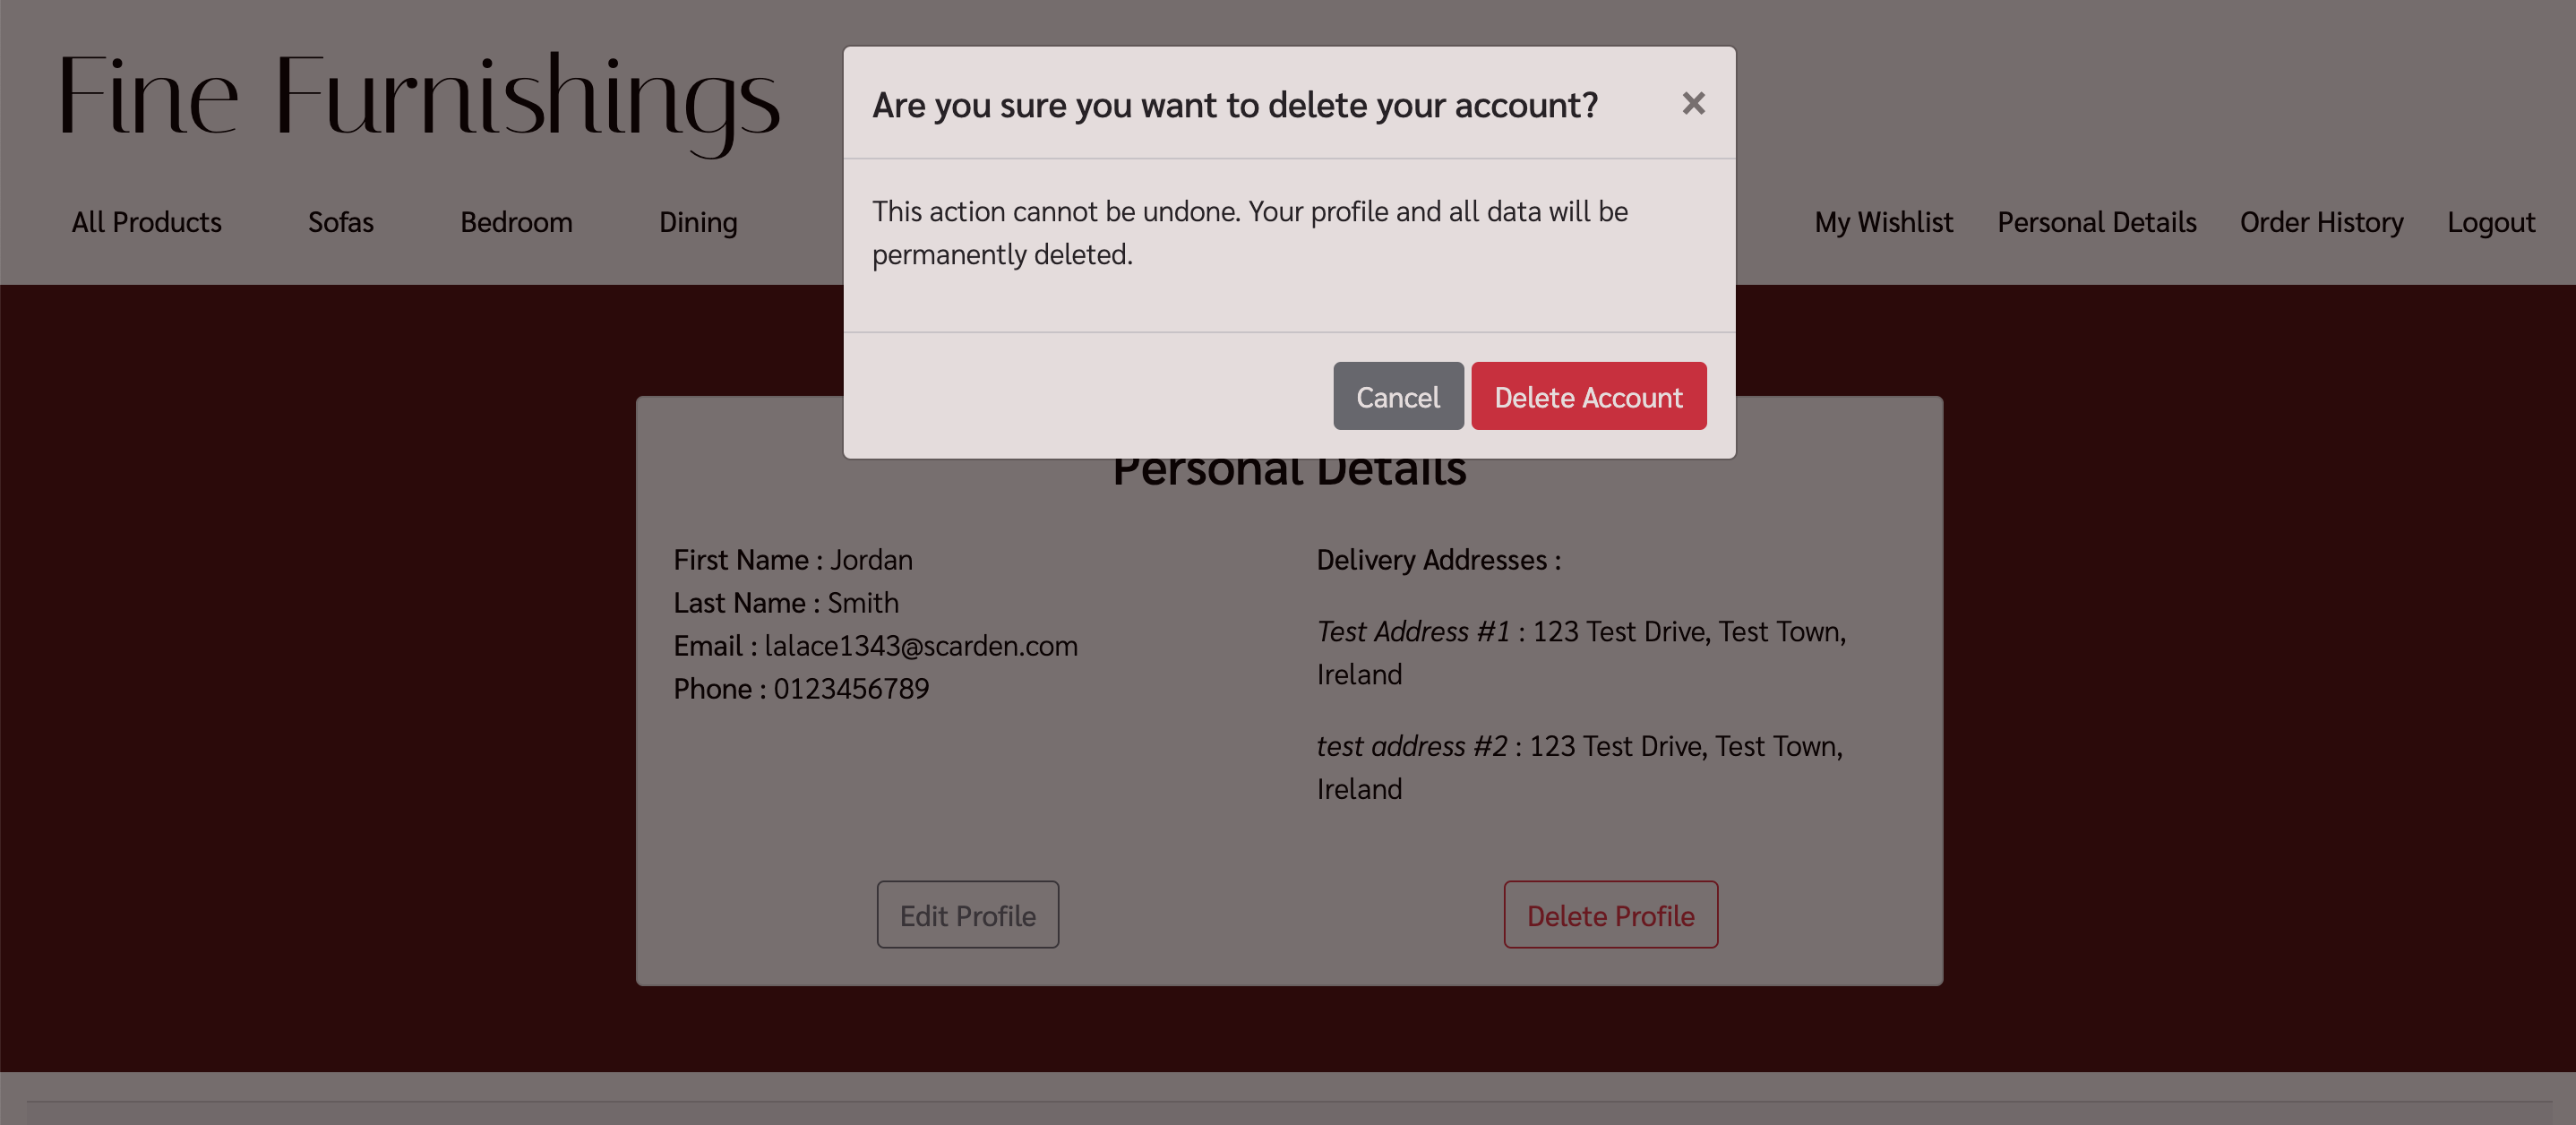 Fine Furnishings
All Products Sofas Bedroom Dining
My Wishlist Personal Details Order History Logout
Are you sure you want to delete your account? ×
This action cannot be undone. Your profile and all data will be
permanently deleted.
Cancel Delete Account
Personal Details
First Name : Jordan
Last Name : Smith
Email : lalace1343@scarden.com
Phone : 0123456789
Delivery Addresses :
Test Address #1 : 123 Test Drive, Test Town,
Ireland
test address #2 : 123 Test Drive, Test Town,
Ireland
Edit Profile Delete Profile